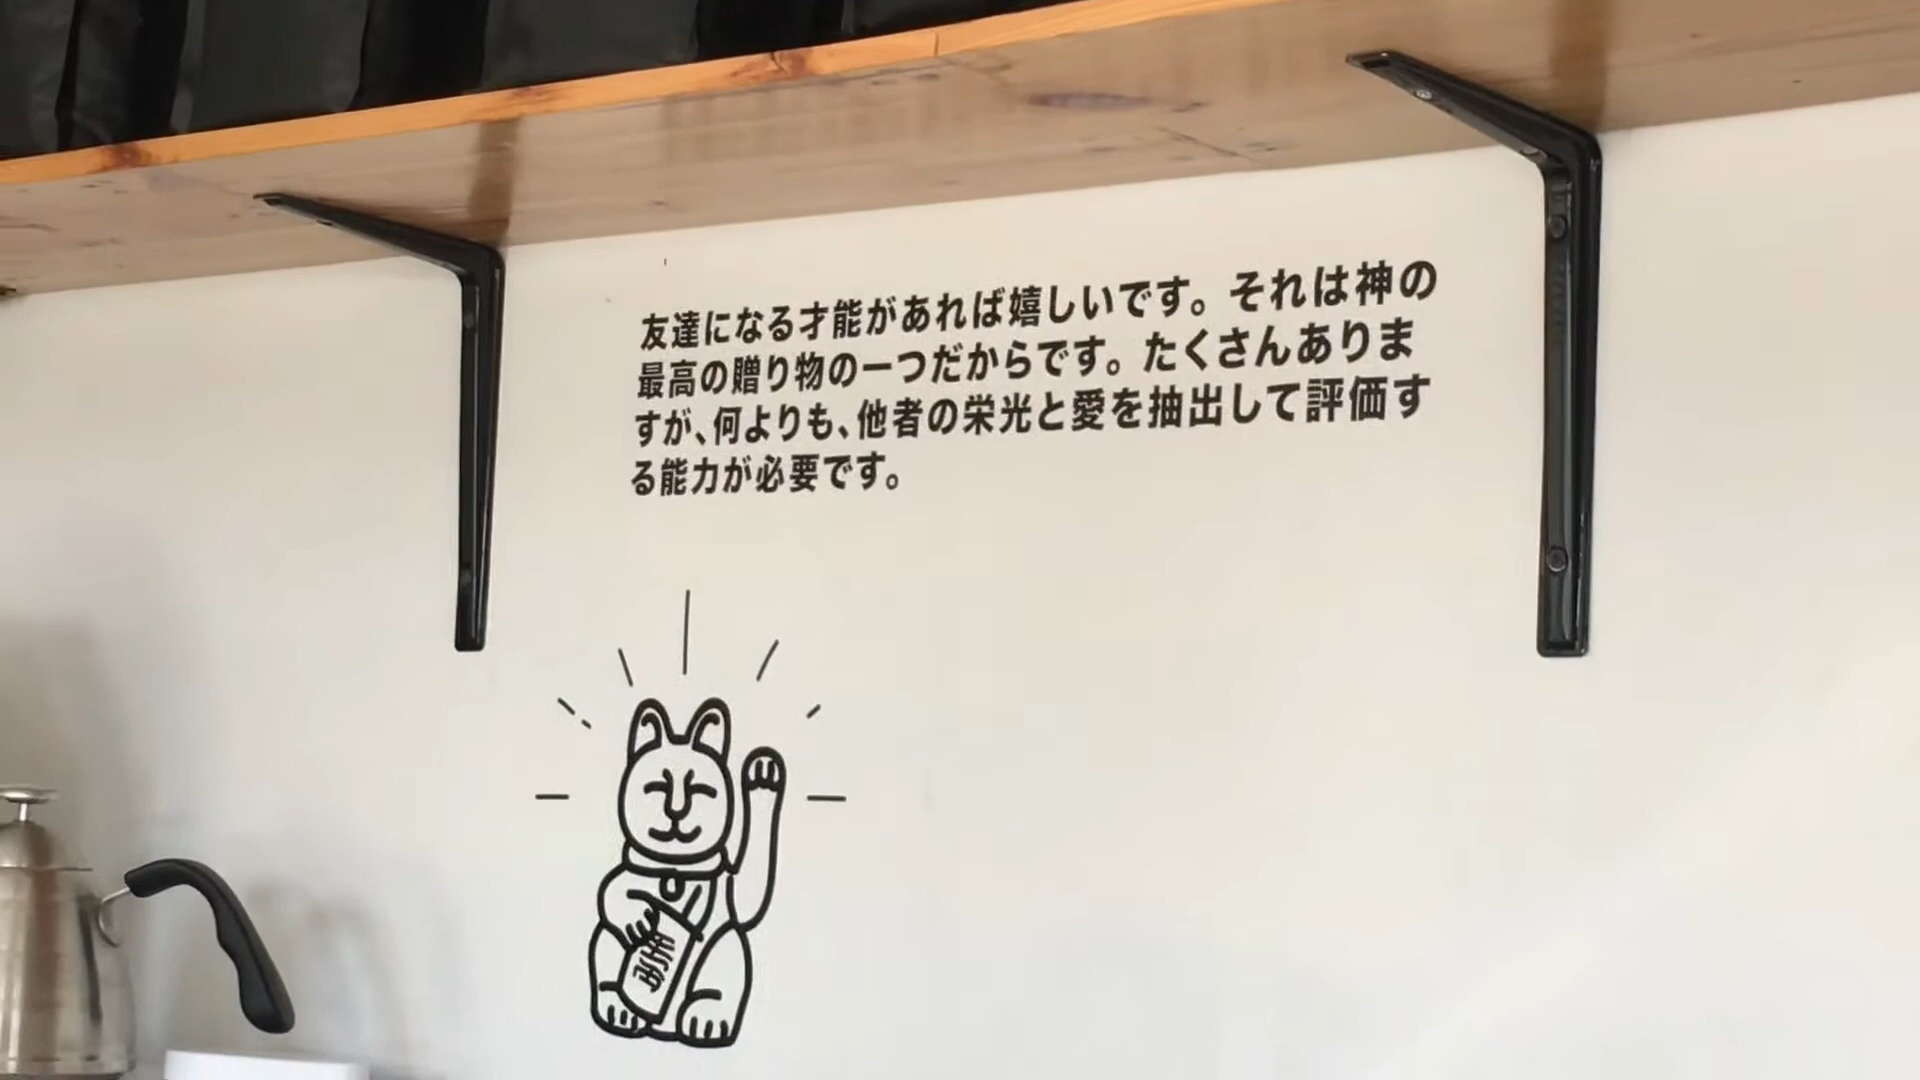 友達になる才能があれば嬉しいです。それは神の
最高の贈り物の一つだからです。たくさんありま
すが、何よりも、他者の栄光と愛を抽出して評価す
る能力が必要です。